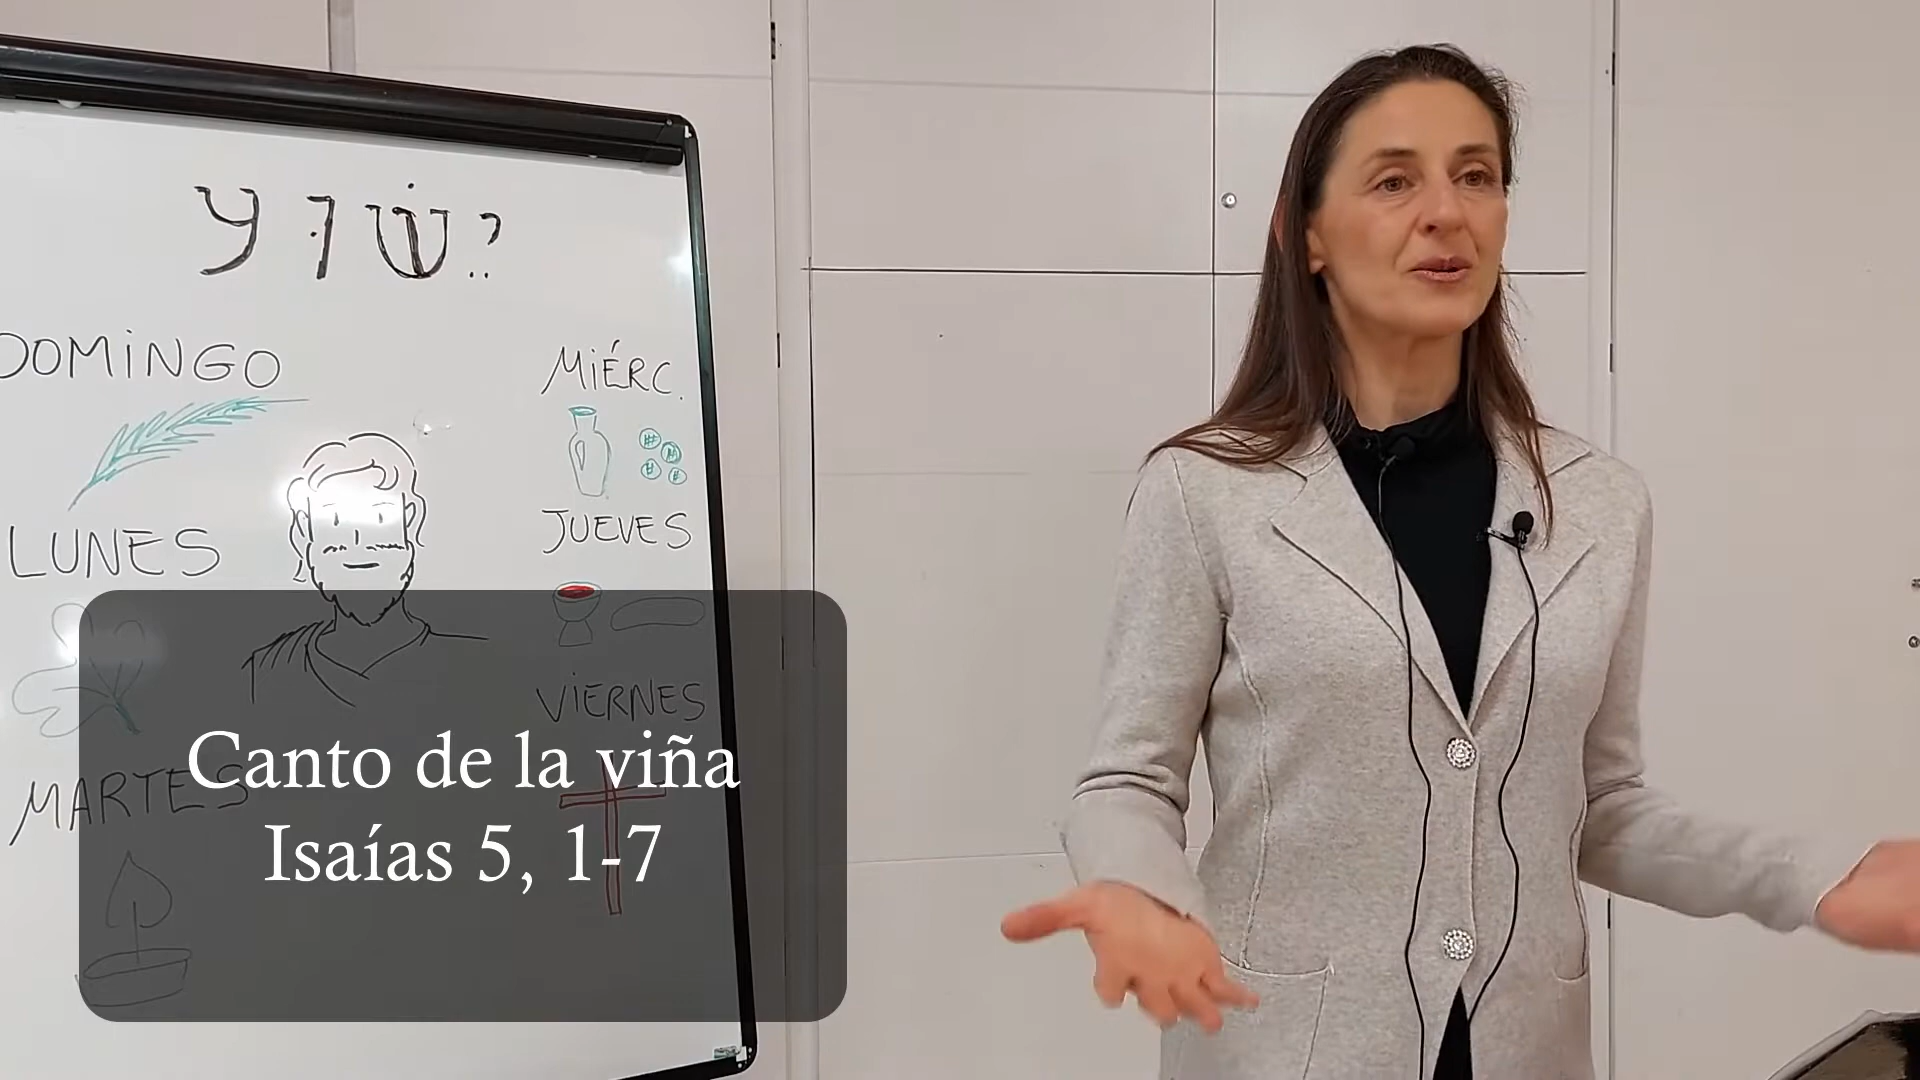 DOMINGO
LUNES
MARTES
MIÉRC.
JUEVES
VIERNES
Canto de la viña
Isaías 5, 1-7